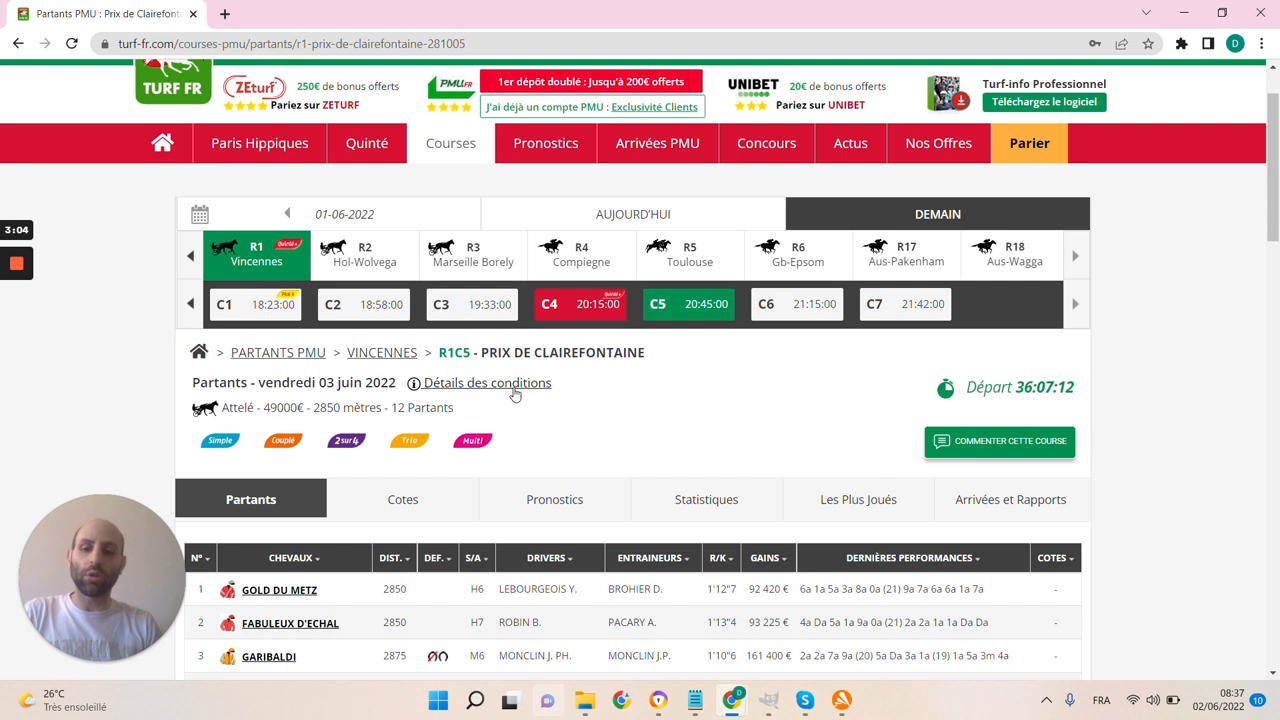 Partants PMU : Prix de Clairefont
turf-fr.com/courses-pmu/partants/r1-prix-de-clairefontaine-281005
D
TURF FR
ZEturf
250€ de bonus offerts
Pariez sur ZETURF
PMU.FR
1er dépôt doublé : Jusqu'à 200€ offerts
J'ai déjà un compte PMU : Exclusivité Clients
UNIBET
20€ de bonus offerts
Pariez sur UNIBET
Turf-info Professionel
Téléchargez le logiciel
Paris Hippiques Quinté Courses Pronostics Arrivées PMU Concours Actus Nos Offres Parier
3:04
01-06-2022 AUJOURD'HUI DEMAIN
R1 Quinté+ R2 R3 R4 R5 R6 R17 R18
Vincennes Hol-Wolvega Marseille Borely Compiegne Toulouse Gb-Epsom Aus-Pakenham Aus-Wagga
C1 18:23:00 Pick 5 C2 18:58:00 C3 19:33:00 C4 20:15:00 Quinté+ C5 20:45:00 C6 21:15:00 C7 21:42:00
> PARTANTS PMU > VINCENNES > R1C5 - PRIX DE CLAIREFONTAINE
Partants - vendredi 03 juin 2022 Détails des conditions
Départ 36:07:12
Attelé - 49000€ - 2850 mètres - 12 Partants
Simple Couplé 2 sur 4 Trio Multi
COMMENTER CETTE COURSE
Partants Cotes Pronostics Statistiques Les Plus Joués Arrivées et Rapports
N° CHEVAUX DIST. DEF. S/A DRIVERS ENTRAINEURS R/K GAINS DERNIÈRES PERFORMANCES COTES
1 GOLD DU METZ 2850 H6 LEBOURGEOIS Y. BROHIER D. 1'12"7 92 420 € 6a 1a 5a 3a 8a 0a (21) 9a 7a 6a 6a 1a 7a -
2 FABULEUX D'ECHAL 2850 H7 ROBIN B. PACARY A. 1'13"4 93 225 € 4a Da 5a 1a 9a 0a (21) 2a 2a 1a 1a Da Da -
3 GARIBALDI 2875 M6 MONCLIN J. PH. MONCLIN J.P. 1'10"6 161 400 € 2a 2a 7a 9a (20) 5a Da 3a 1a (19) 1a 5a 3m 4a -
26°C
Très ensoleillé
D
FRA
08:37
02/06/2022
10